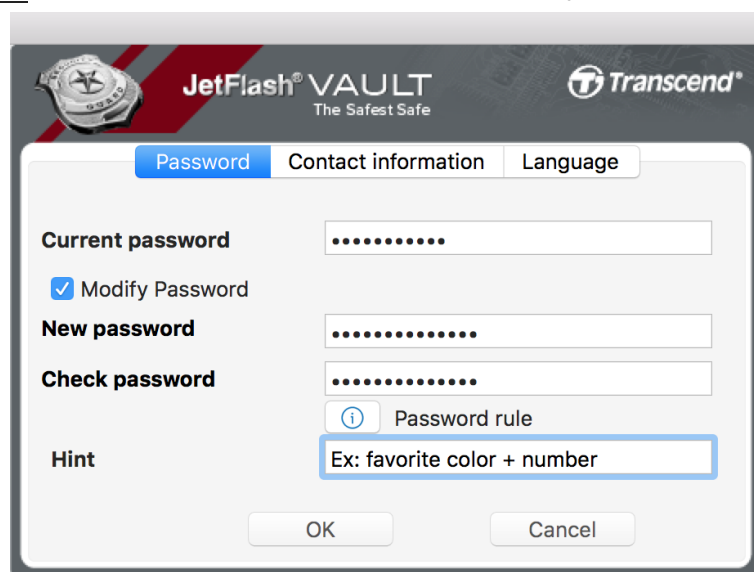 JetFlash® VAULT
The Safest Safe
Transcend®
Password Contact information Language
Current password •••••••••••
Modify Password
New password ••••••••••••••
Check password ••••••••••••••
Password rule
Hint Ex: favorite color + number
OK Cancel